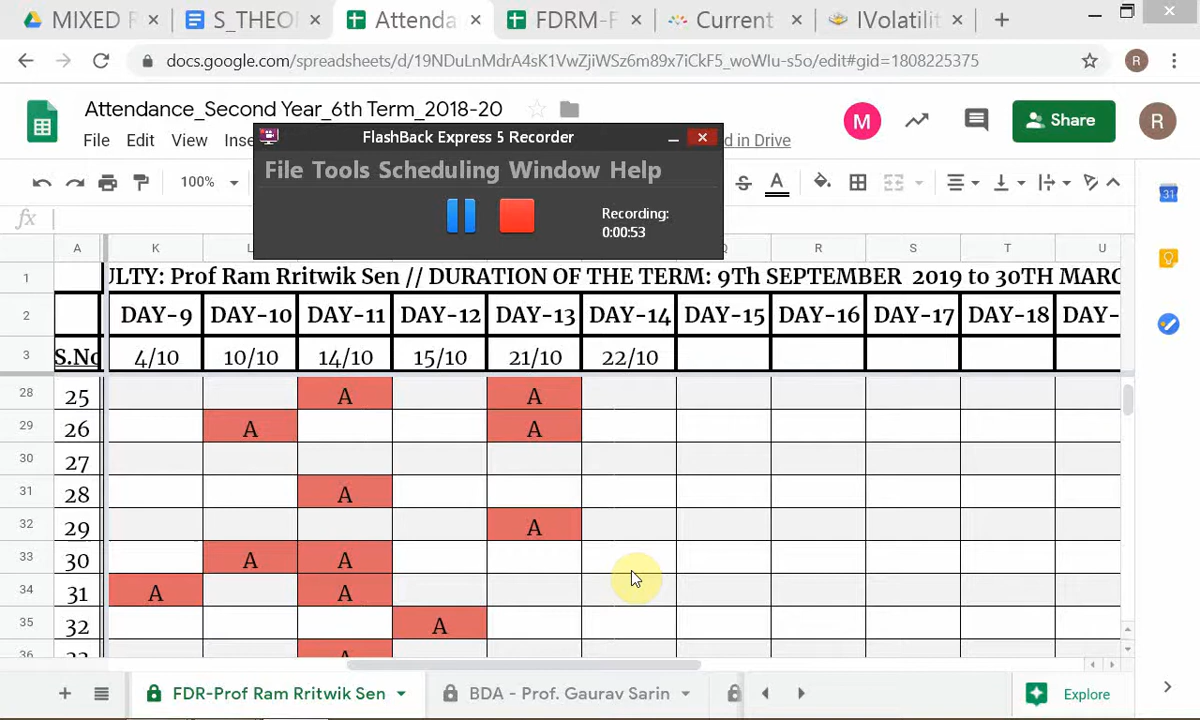 MIXED F
S_THEO
Attenda
FDRM-F
Current
IVolatilit
docs.google.com/spreadsheets/d/19NDuLnMdrA4sK1VwZjiWSz6m89x7iCkF5_woWIu-s5o/edit#gid=1808225375
R
Attendance_Second Year_6th Term_2018-20
M
Share
R
File Edit View Inse
d in Drive
FlashBack Express 5 Recorder
File Tools Scheduling Window Help
Recording:
0:00:53
100%
S
A
31
fx
A K L Q R S T U
1 ULTY: Prof Ram Rritwik Sen // DURATION OF THE TERM: 9Th SEPTEMBER 2019 to 30TH MARC
2 DAY-9 DAY-10 DAY-11 DAY-12 DAY-13 DAY-14 DAY-15 DAY-16 DAY-17 DAY-18 DAY-
3 S.No 4/10 10/10 14/10 15/10 21/10 22/10
28 25 A A
29 26 A A
30 27
31 28 A
32 29 A
33 30 A A
34 31 A A
35 32 A
36 33 A
FDR-Prof Ram Rritwik Sen
BDA - Prof. Gaurav Sarin
Explore